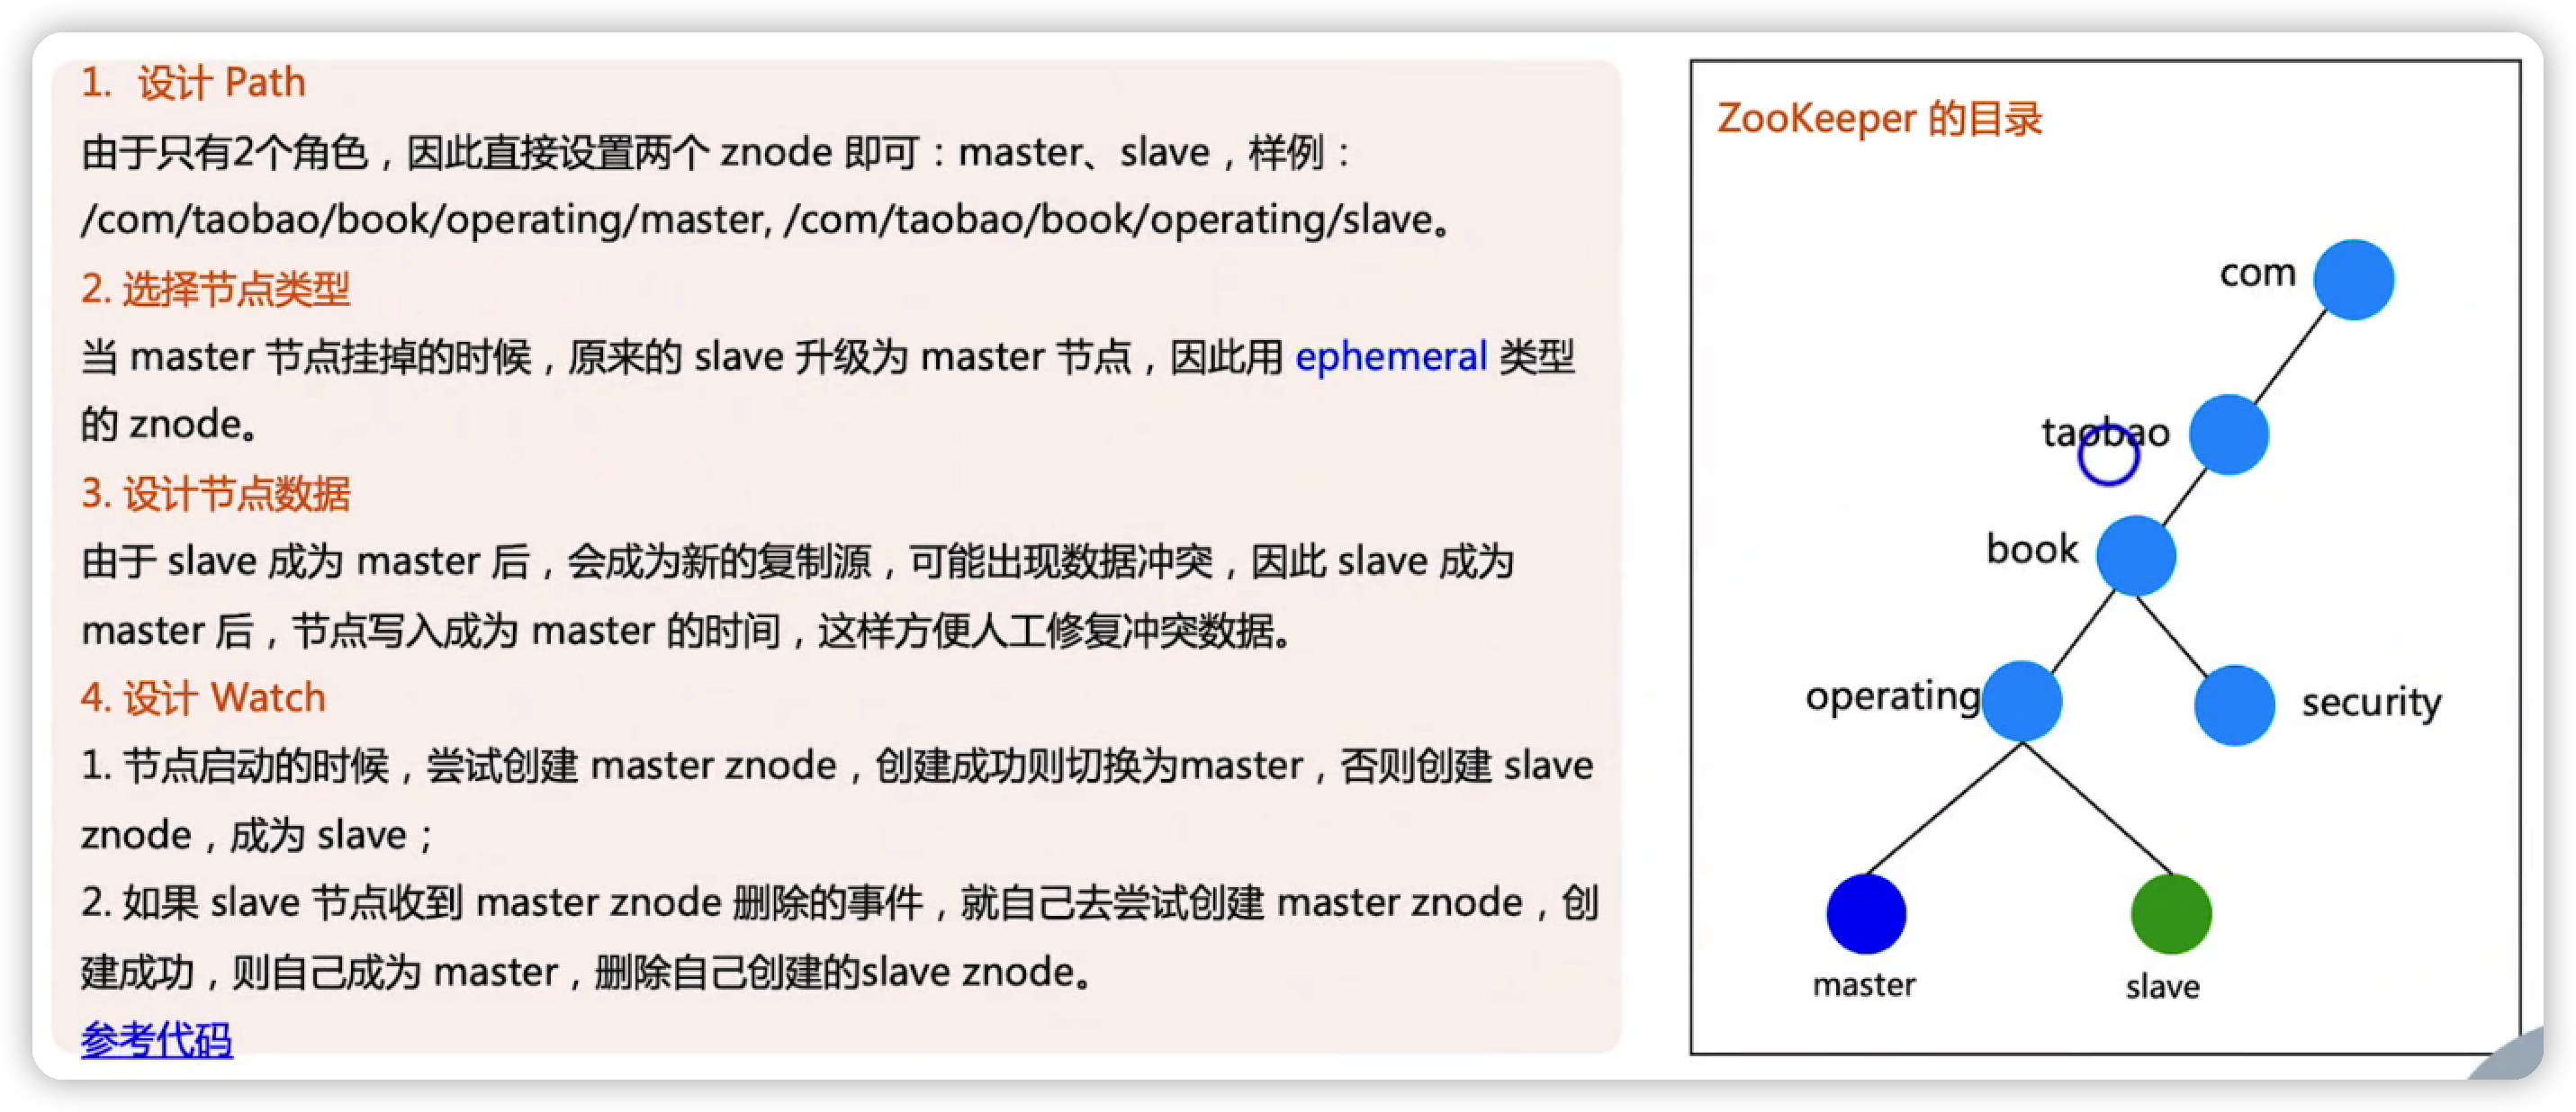 1. 设计 Path
由于只有2个角色，因此直接设置两个 znode 即可：master、slave，样例：
/com/taobao/book/operating/master, /com/taobao/book/operating/slave。
2. 选择节点类型
当 master 节点挂掉的时候，原来的 slave 升级为 master 节点，因此用 ephemeral 类型
的 znode。
3. 设计节点数据
由于 slave 成为 master 后，会成为新的复制源，可能出现数据冲突，因此 slave 成为
master 后，节点写入成为 master 的时间，这样方便人工修复冲突数据。
4. 设计 Watch
1. 节点启动的时候，尝试创建 master znode，创建成功则切换为master，否则创建 slave
znode，成为 slave；
2. 如果 slave 节点收到 master znode 删除的事件，就自己去尝试创建 master znode，创
建成功，则自己成为 master，删除自己创建的slave znode。
参考代码
ZooKeeper 的目录
com
taobao
book
operating
security
master
slave